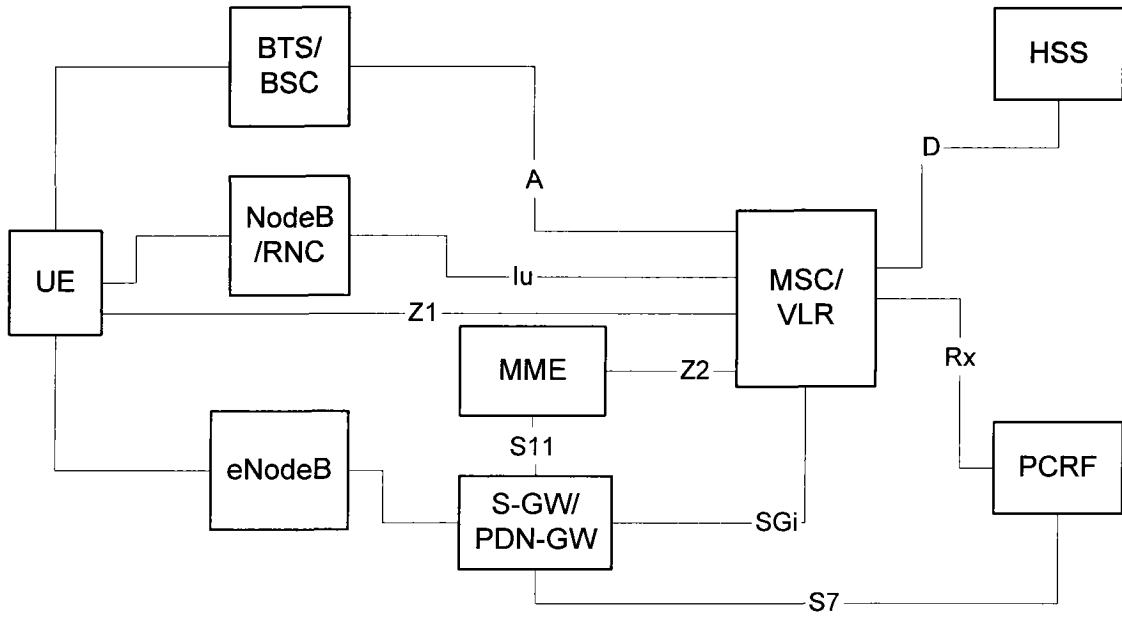 BTS/
BSC
HSS
D
A
NodeB
/RNC
UE
Iu
MSC/
VLR
Z1
MME
Z2
Rx
S11
eNodeB
PCRF
S-GW/
PDN-GW
SGi
S7